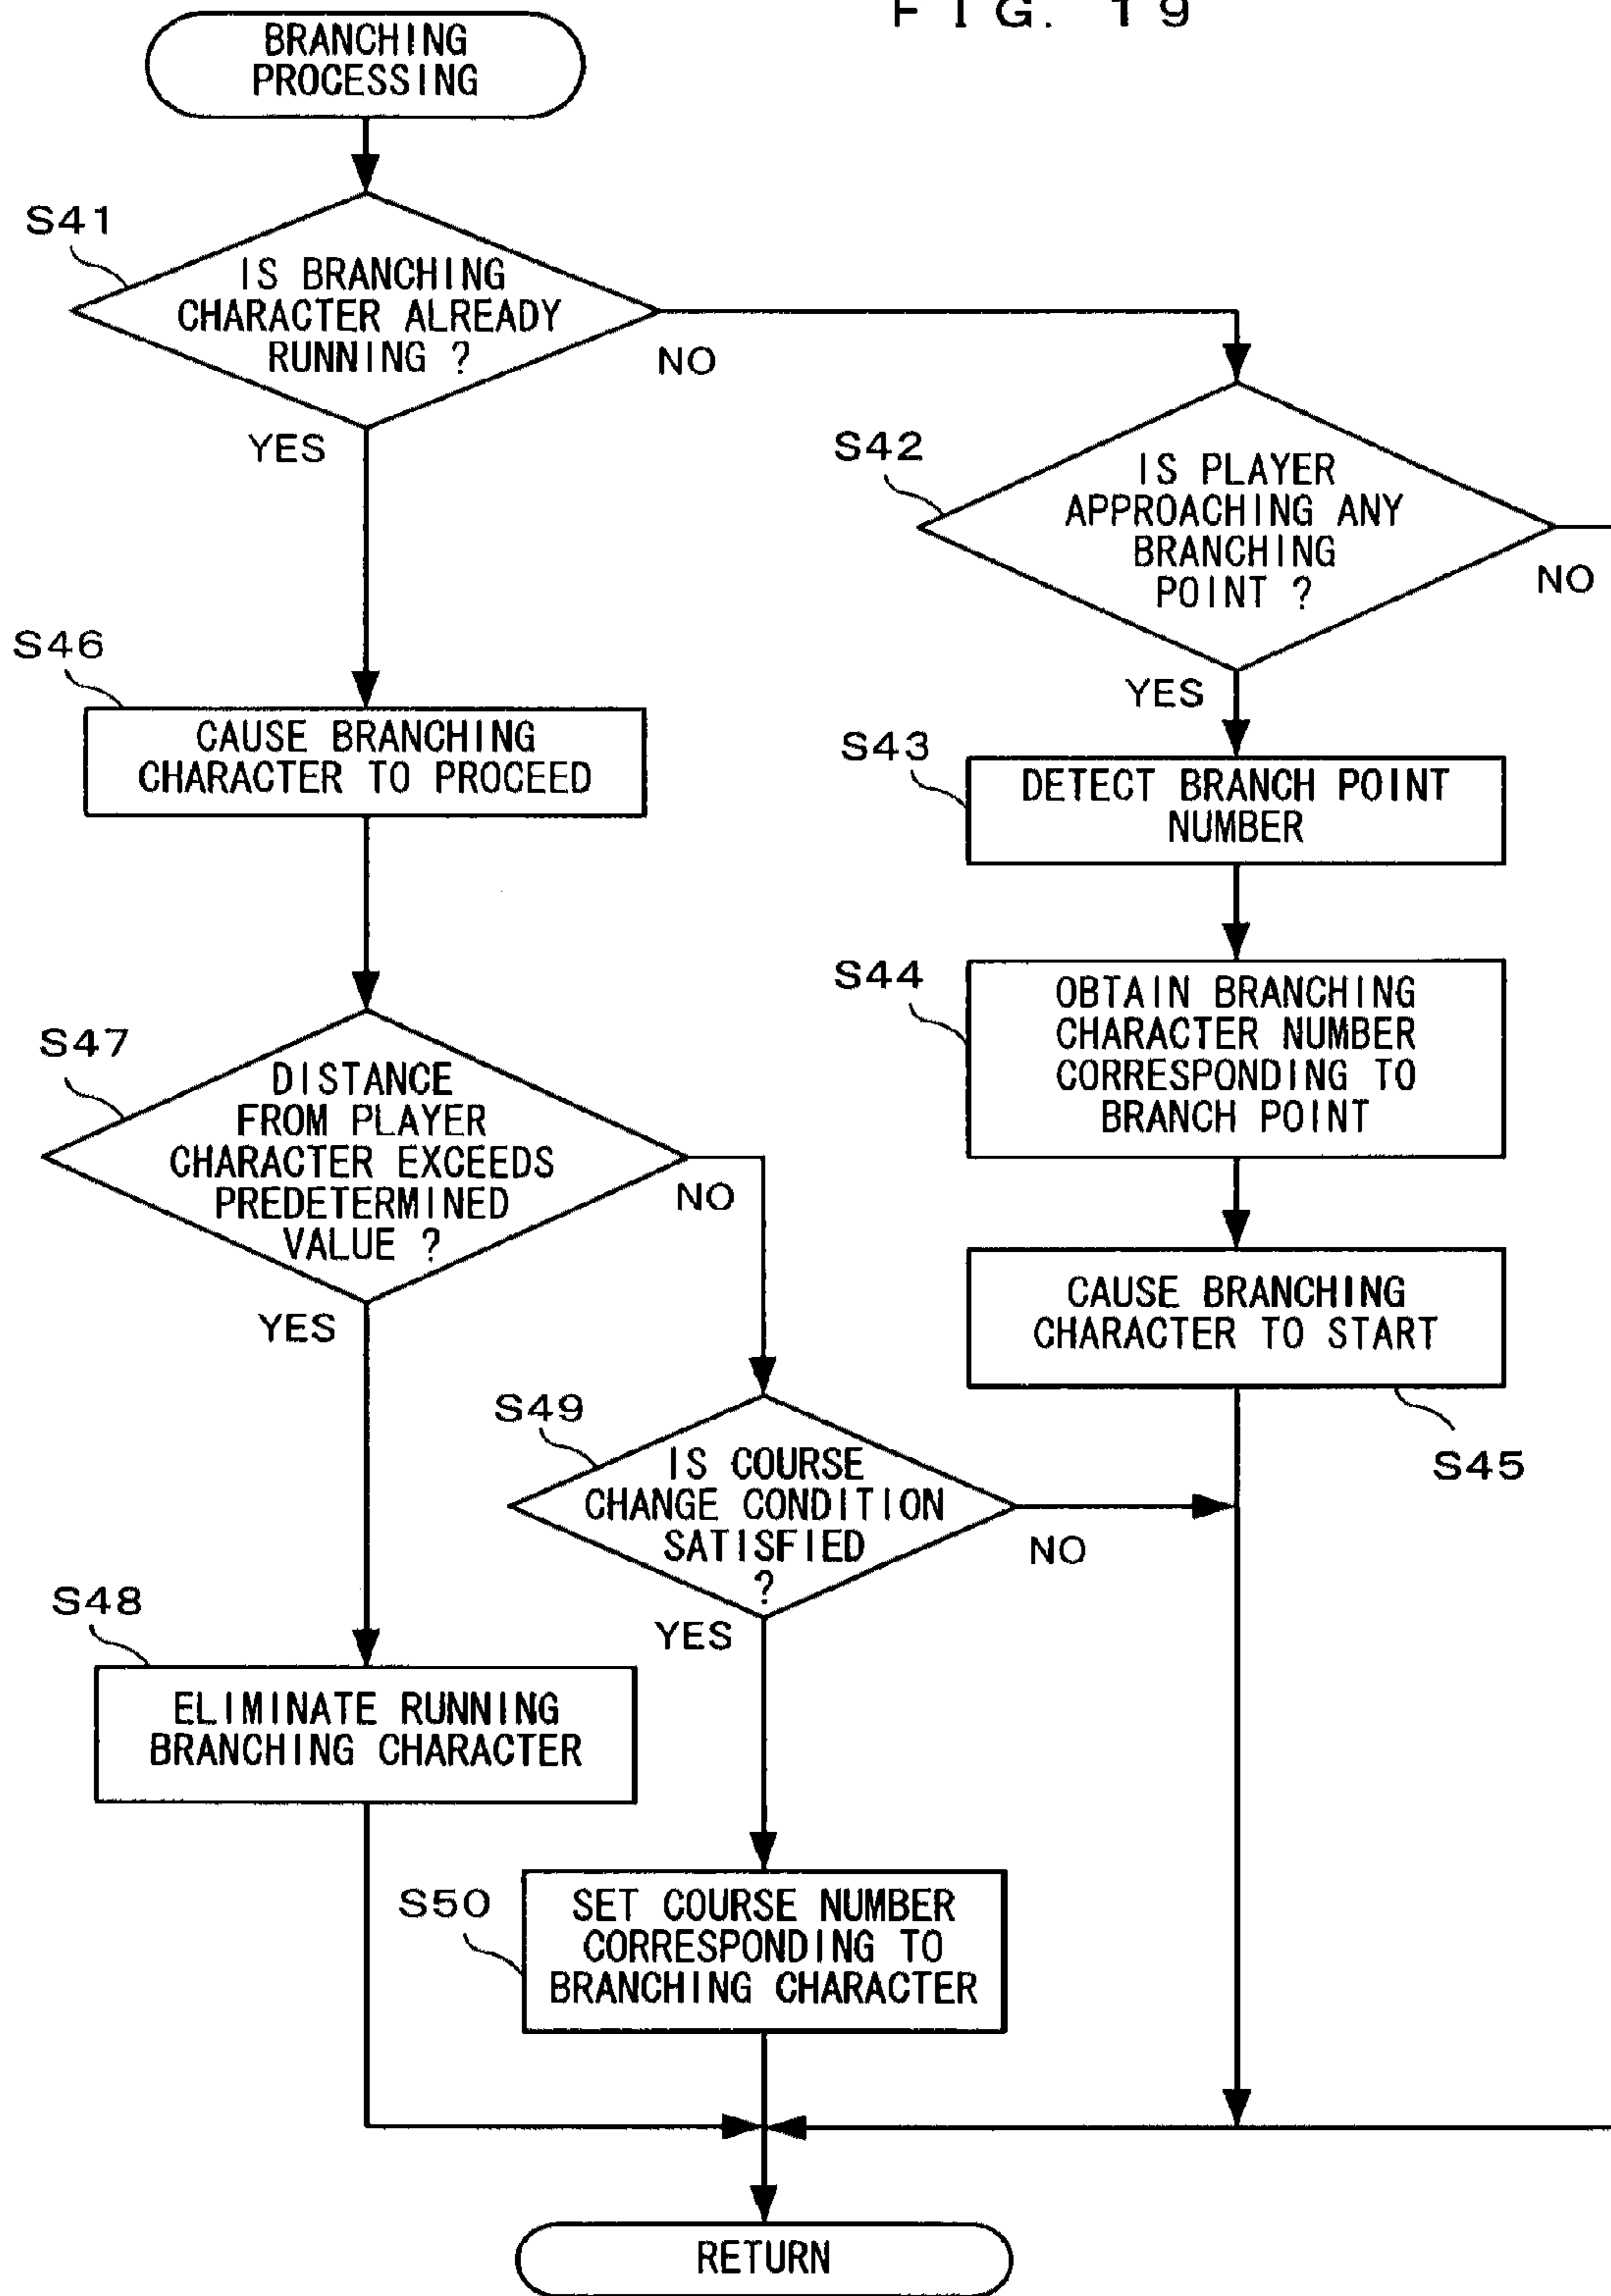 FIG. 19
BRANCHING
PROCESSING
S41
IS BRANCHING
CHARACTER ALREADY
RUNNING ?
NO
YES
S42
IS PLAYER
APPROACHING ANY
BRANCHING
POINT ?
NO
YES
S46
CAUSE BRANCHING
CHARACTER TO PROCEED
S43
DETECT BRANCH POINT
NUMBER
S44
OBTAIN BRANCHING
CHARACTER NUMBER
CORRESPONDING TO
BRANCH POINT
S47
DISTANCE
FROM PLAYER
CHARACTER EXCEEDS
PREDETERMINED
VALUE ?
NO
YES
CAUSE BRANCHING
CHARACTER TO START
S45
S49
IS COURSE
CHANGE CONDITION
SATISFIED
?
NO
YES
S48
ELIMINATE RUNNING
BRANCHING CHARACTER
S50
SET COURSE NUMBER
CORRESPONDING TO
BRANCHING CHARACTER
RETURN